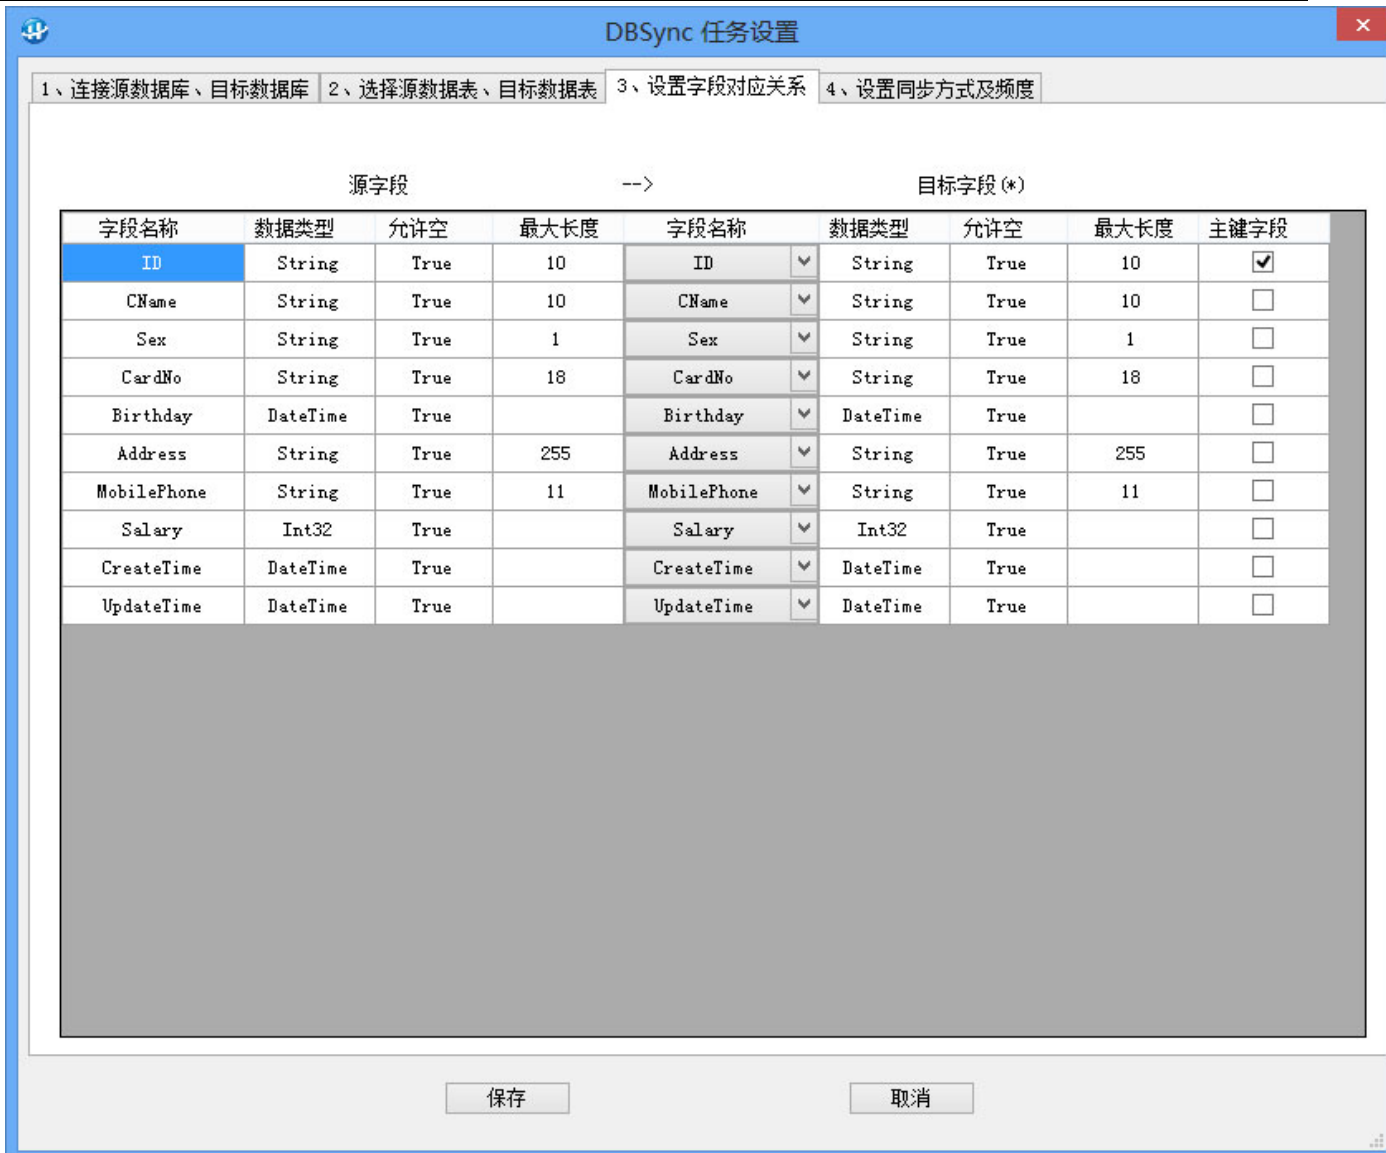 DBSync 任务设置
1、连接源数据库、目标数据库 2、选择源数据表、目标数据表 3、设置字段对应关系 4、设置同步方式及频度
源字段 --> 目标字段(*)
字段名称 数据类型 允许空 最大长度 字段名称 数据类型 允许空 最大长度 主键字段
ID String True 10 ID String True 10
CName String True 10 CName String True 10
Sex String True 1 Sex String True 1
CardNo String True 18 CardNo String True 18
Birthday DateTime True Birthday DateTime True
Address String True 255 Address String True 255
MobilePhone String True 11 MobilePhone String True 11
Salary Int32 True Salary Int32 True
CreateTime DateTime True CreateTime DateTime True
UpdateTime DateTime True UpdateTime DateTime True
保存 取消